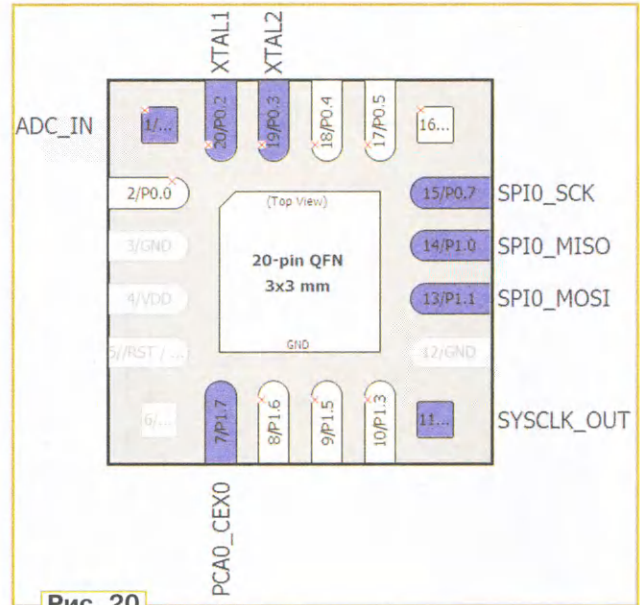 XTAL1
XTAL2
ADC_IN
1/...
20/P0.2
19/P0.3
18/P0.4
17/P0.5
16...
2/P0.0
(Top View)
15/P0.7
SPI0_SCK
3/GND
20-pin QFN
14/P1.0
SPI0_MISO
4/VDD
3x3 mm
13/P1.1
SPI0_MOSI
5//RST / ...
GND
12/GND
6/...
7/P1.7
8/P1.6
9/P1.5
10/P1.3
11...
SYSCLK_OUT
PCA0_CEX0
Рис. 20